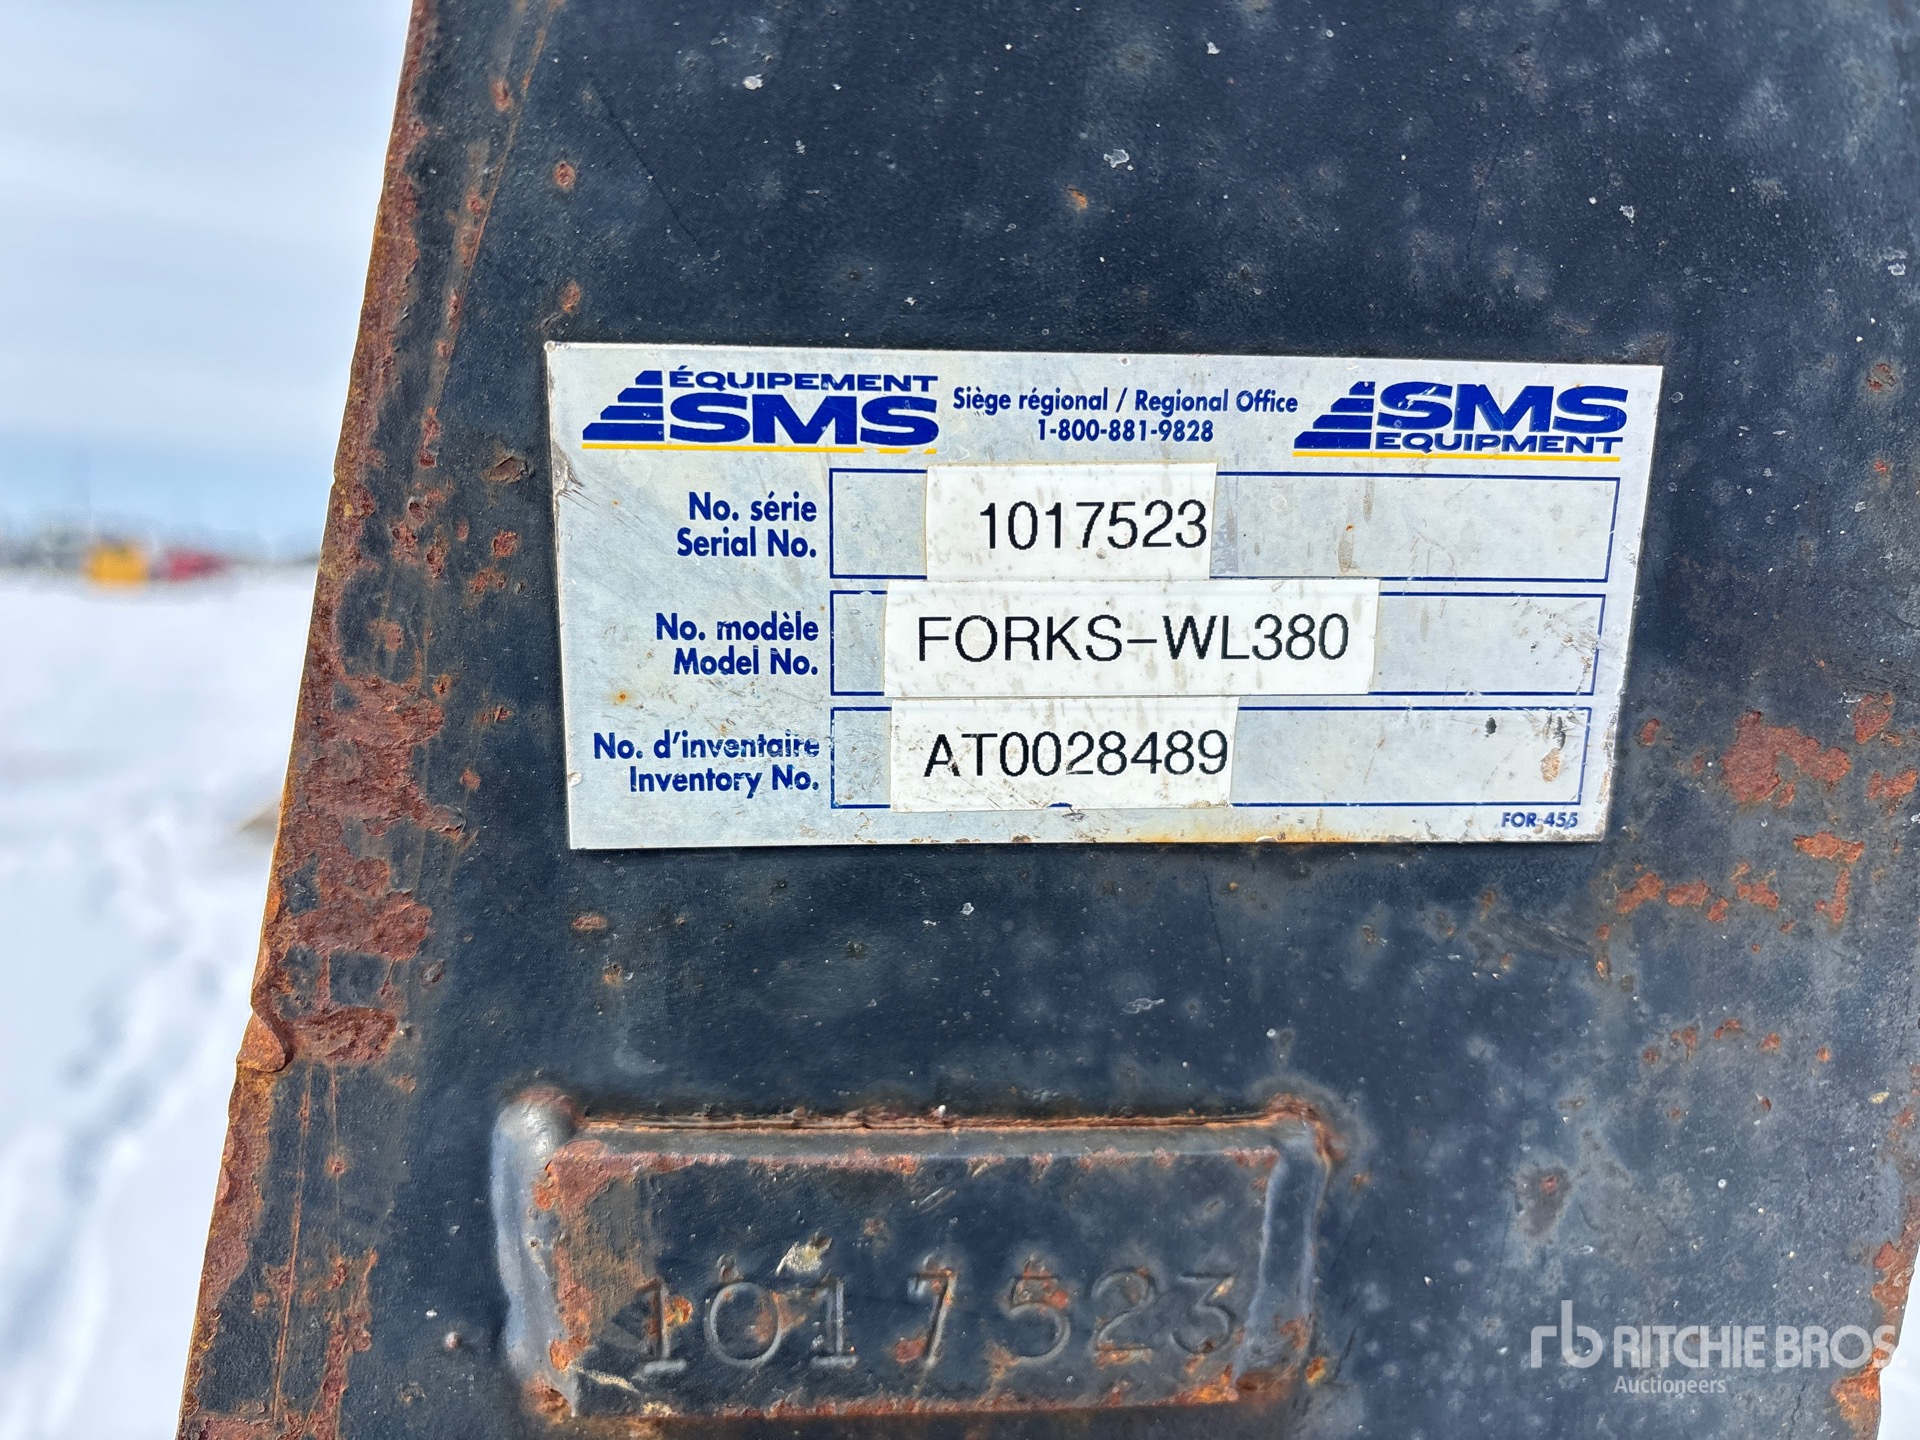 ÉQUIPEMENT
SMS
Siège régional / Regional Office
1-800-881-9828
SMS
EQUIPMENT
No. série
Serial No.
1017523
No. modèle
Model No.
FORKS-WL380
No. d'inventaire
Inventory No.
AT0028489
FOR-455
1017523
rb RITCHIE BROS
Auctioneers